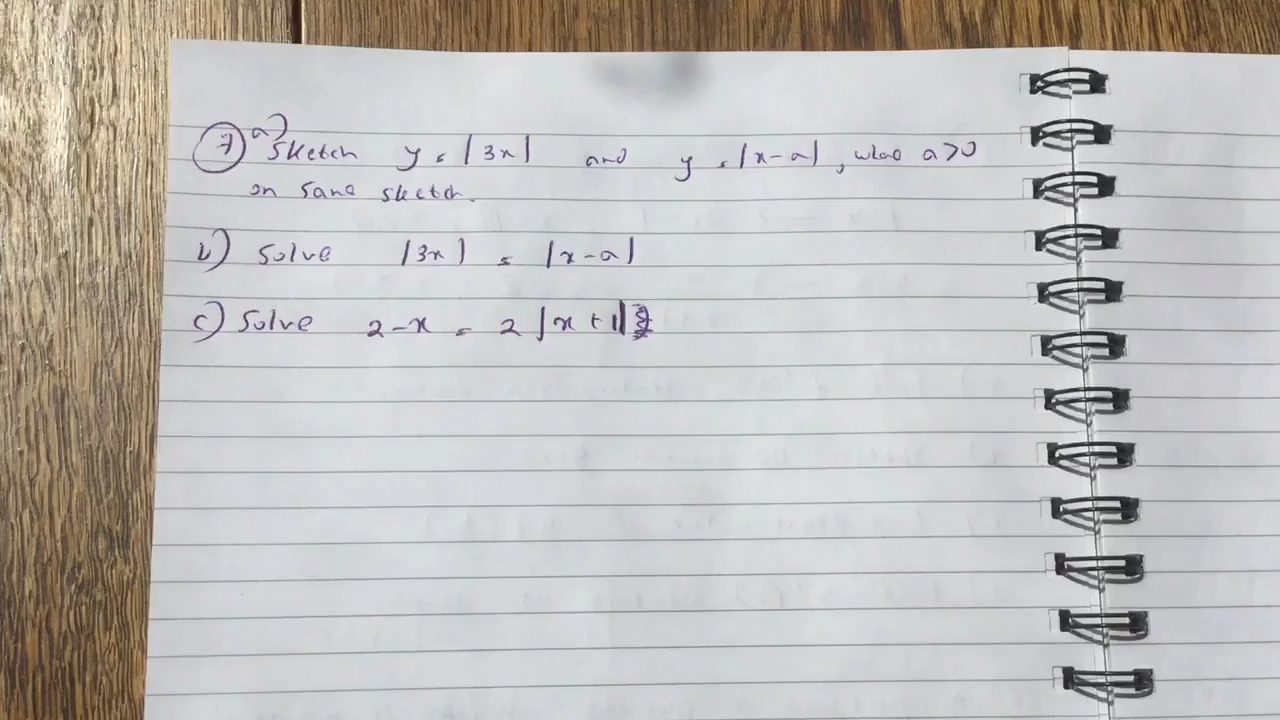 7) a) Sketch y = |3x| and y = |x-a|, where a>0
on same sketch.
b) Solve |3x| = |x-a|
c) Solve 2-x = 2|x+1|